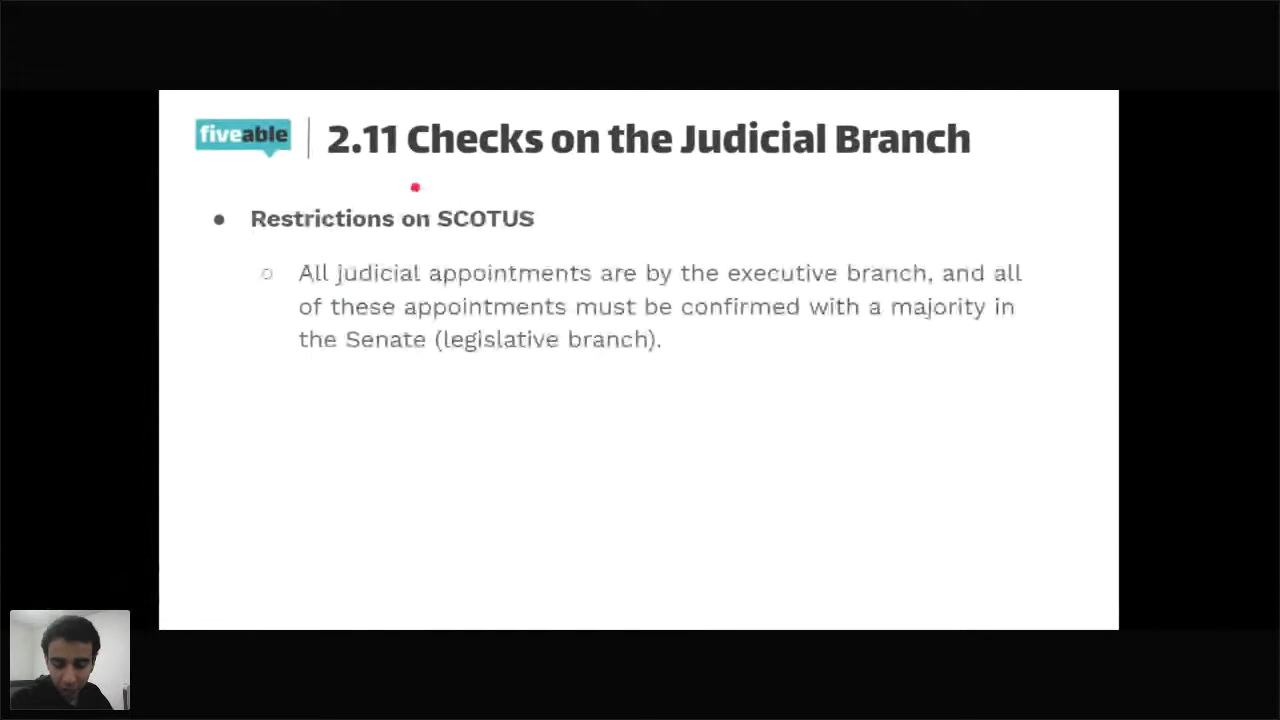 fiveable
2.11 Checks on the Judicial Branch
● Restrictions on SCOTUS
○ All judicial appointments are by the executive branch, and all
of these appointments must be confirmed with a majority in
the Senate (legislative branch).